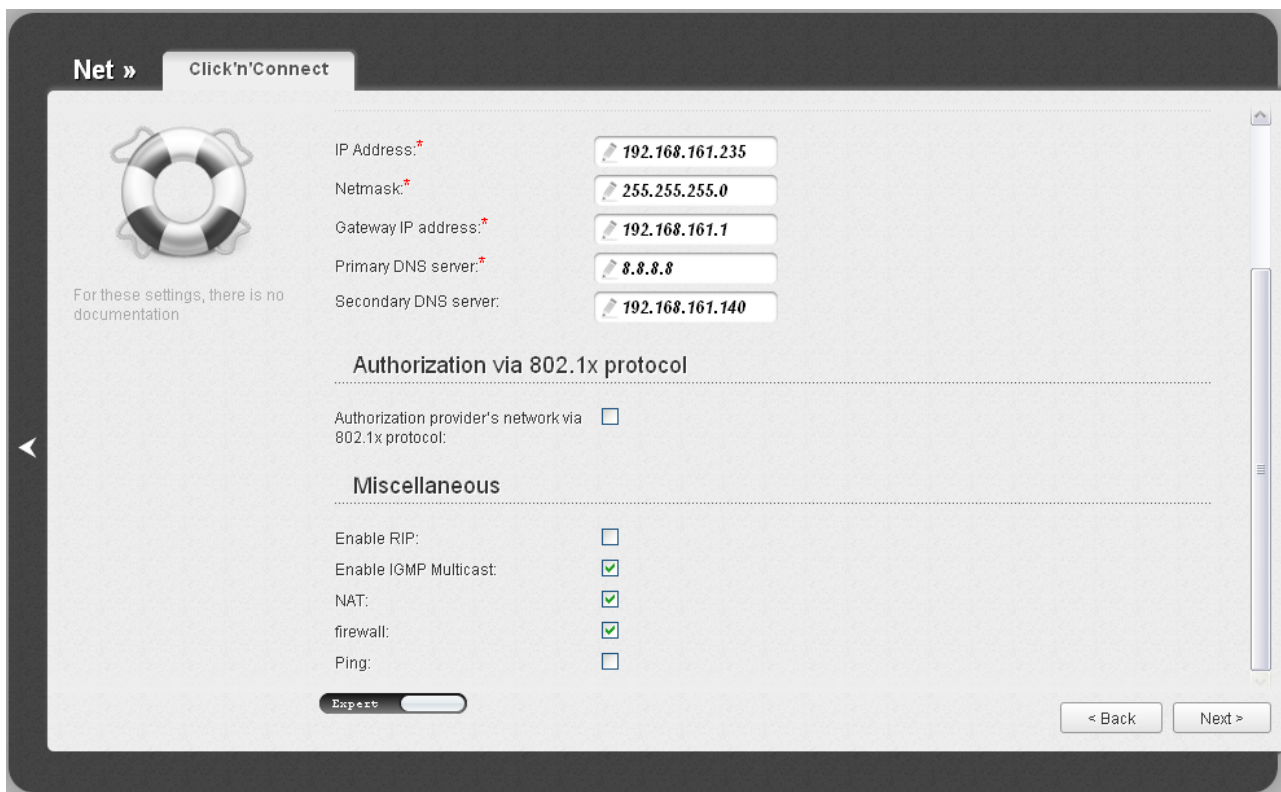 Net » Click'n'Connect
IP Address:* 192.168.161.235
Netmask:* 255.255.255.0
Gateway IP address:* 192.168.161.1
Primary DNS server:* 8.8.8.8
For these settings, there is no
documentation
Secondary DNS server: 192.168.161.140
Authorization via 802.1x protocol
Authorization provider's network via
802.1x protocol:
Miscellaneous
Enable RIP:
Enable IGMP Multicast:
NAT:
firewall:
Ping:
Expert
< Back Next >